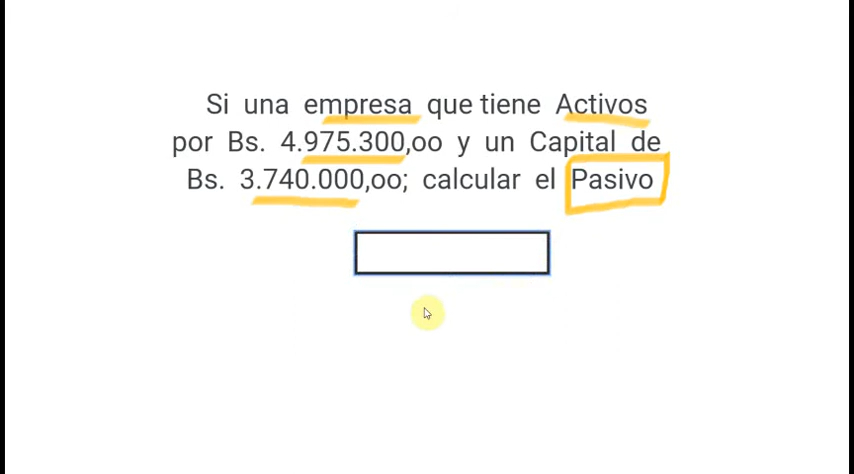 Si una empresa que tiene Activos
por Bs. 4.975.300,oo y un Capital de
Bs. 3.740.000,oo; calcular el Pasivo